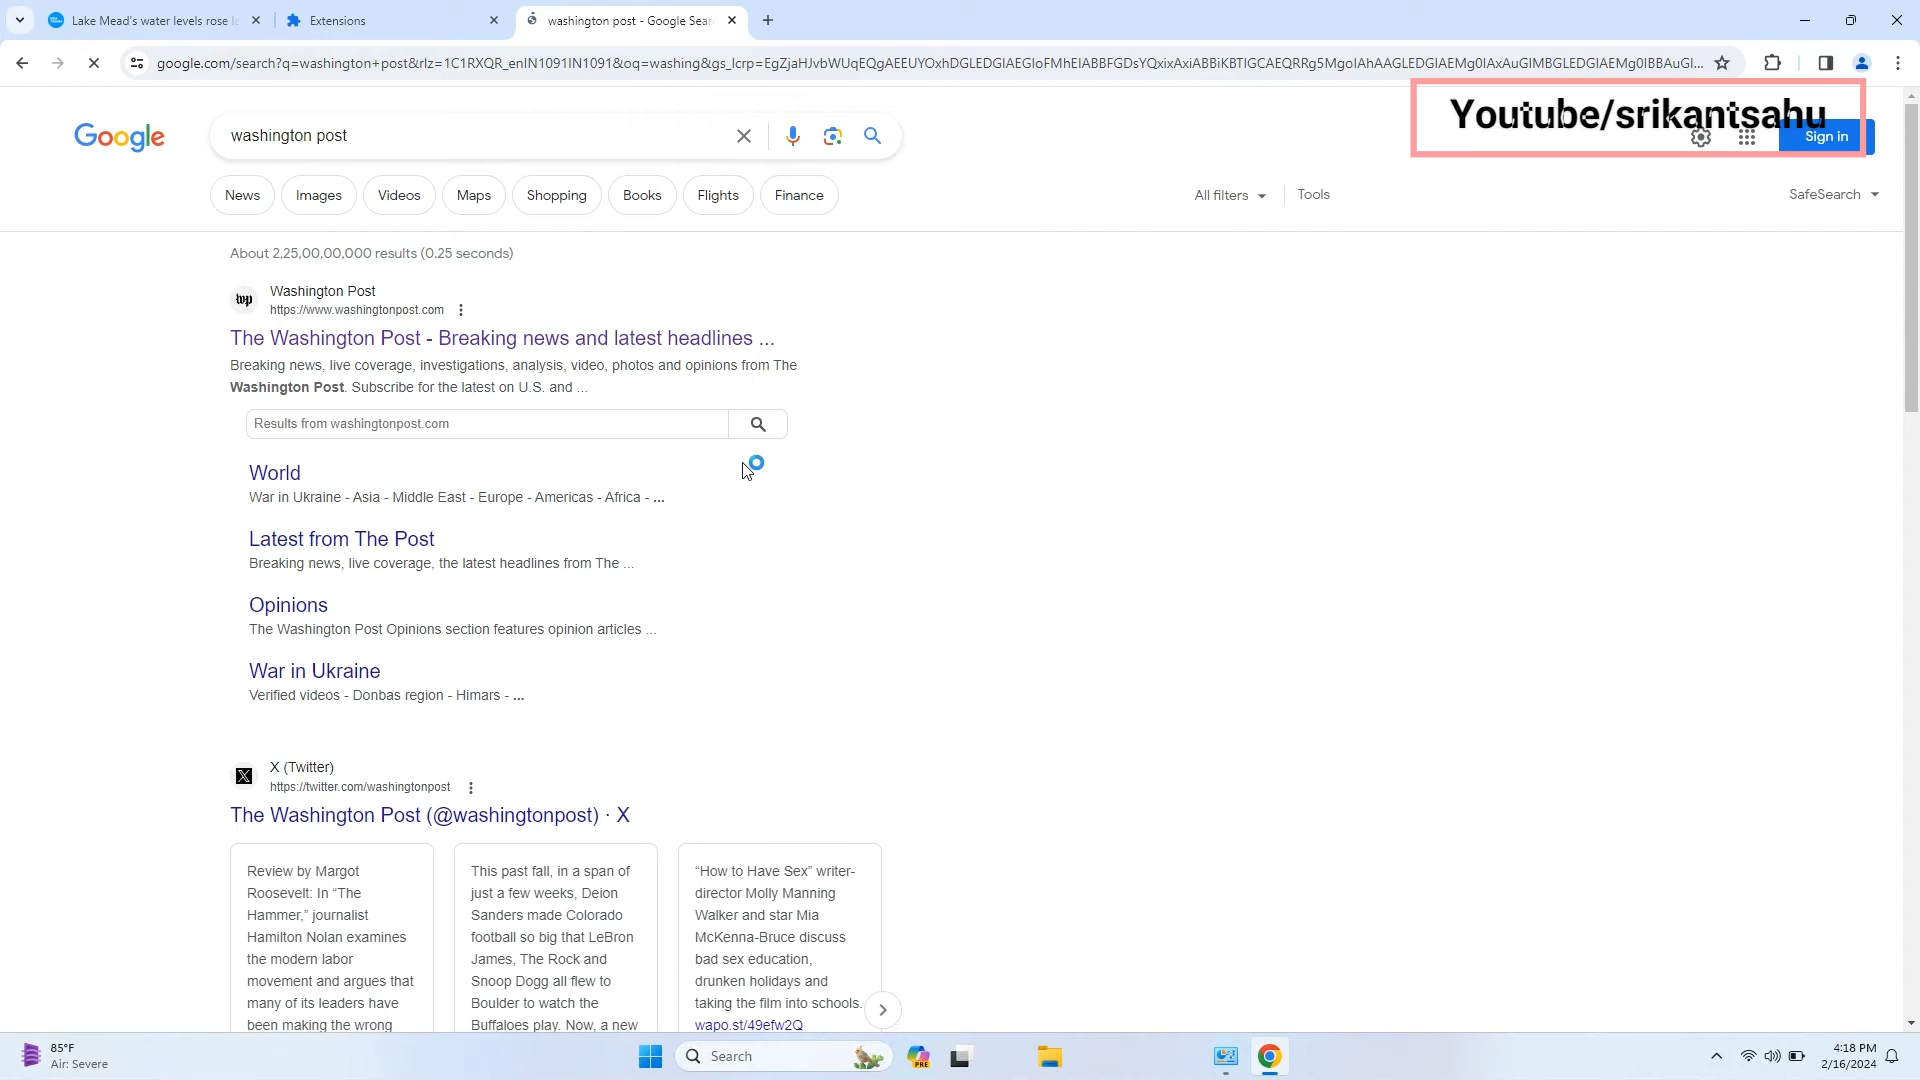 Lake Mead's water levels rose l
Extensions
washington post - Google Sear
google.com/search?q=washington+post&rlz=1C1RXQR_enIN1091IN1091&oq=washing&gs_lcrp=
Youtube/srikantsahu
Google
washington post
Sign in
News
Images
Videos
Maps
Shopping
Books
Flights
Finance
All filters
Tools
SafeSearch
About 2,25,00,00,000 results (0.25 seconds)
wp
Washington Post
https://www.washingtonpost.com
The Washington Post - Breaking news and latest headlines ...
Breaking news, live coverage, investigations, analysis, video, photos and opinions from The
Washington Post. Subscribe for the latest on U.S. and ...
Results from washingtonpost.com
World
War in Ukraine - Asia - Middle East - Europe - Americas - Africa - ...
Latest from The Post
Breaking news, live coverage, the latest headlines from The ...
Opinions
The Washington Post Opinions section features opinion articles ...
War in Ukraine
Verified videos - Donbas region - Himars - ...
X (Twitter)
https://twitter.com/washingtonpost
The Washington Post (@washingtonpost) · X
Review by Margot
Roosevelt: In “The
Hammer,” journalist
Hamilton Nolan examines
the modern labor
movement and argues that
many of its leaders have
been making the wrong
This past fall, in a span of
just a few weeks, Deion
Sanders made Colorado
football so big that LeBron
James, The Rock and
Snoop Dogg all flew to
Boulder to watch the
Buffaloes play. Now, a new
“How to Have Sex” writer-
director Molly Manning
Walker and star Mia
McKenna-Bruce discuss
bad sex education,
drunken holidays and
taking the film into schools.
wapo.st/49efw2Q
85°F
Air: Severe
Search
PRE
4:18 PM
2/16/2024